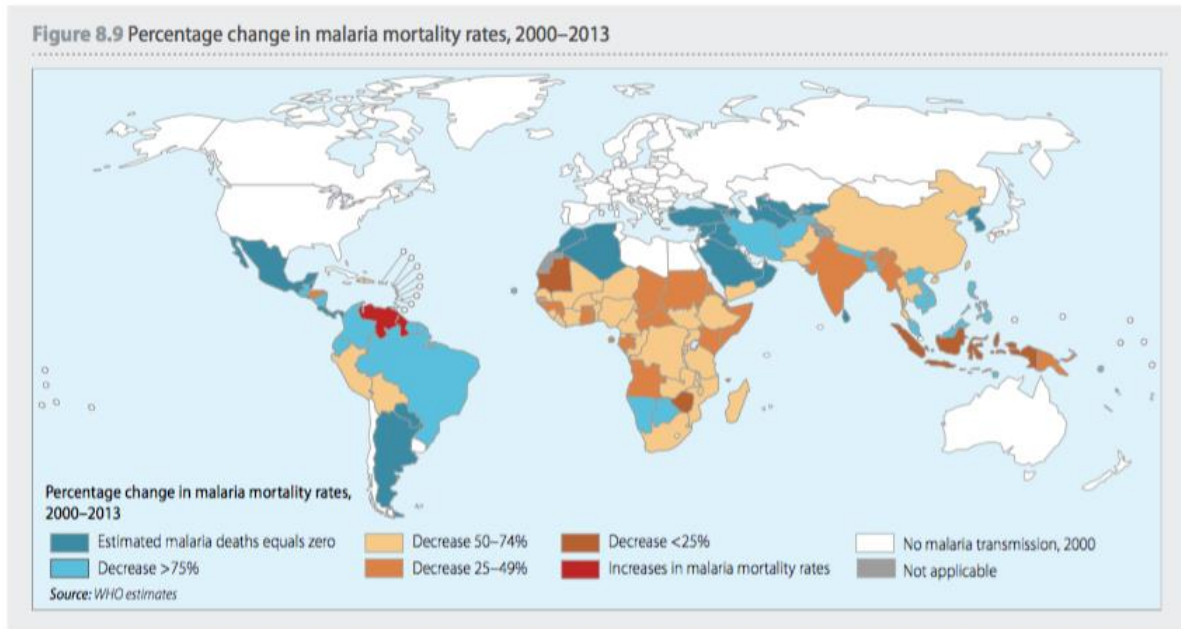 Figure 8.9 Percentage change in malaria mortality rates, 2000–2013
Percentage change in malaria mortality rates,
2000–2013
Estimated malaria deaths equals zero
Decrease >75%
Decrease 50–74%
Decrease 25–49%
Decrease <25%
Increases in malaria mortality rates
No malaria transmission, 2000
Not applicable
Source: WHO estimates